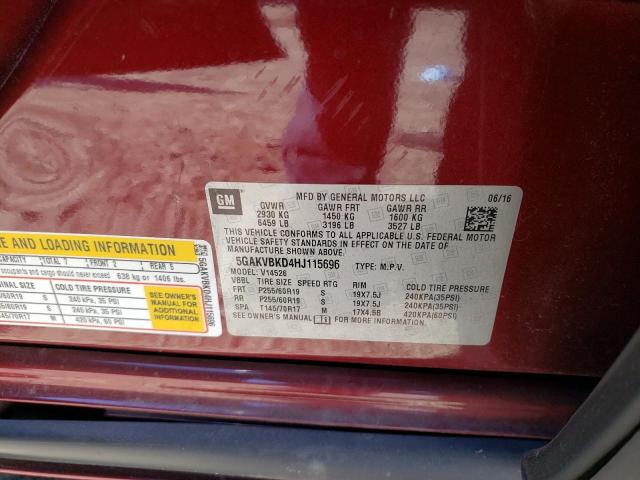 GM
MFD BY GENERAL MOTORS LLC
06/16
GVWR GAWR FRT GAWR RR
2930 KG 1450 KG 1600 KG
6459 LB 3196 LB 3527 LB
THIS VEHICLE CONFORMS TO ALL APPLICABLE U.S. FEDERAL MOTOR
VEHICLE SAFETY STANDARDS IN EFFECT ON THE DATE OF
MANUFACTURE SHOWN ABOVE.
5GAKVBKD4HJ115696 TYPE: M.P.V.
MODEL: V14526
VBBL TIRE SIZE SPEED RTG RIM COLD TIRE PRESSURE
FRT P255/60R19 S 19X7.5J 240KPA(35PSI)
RR P255/60R19 S 19X7.5J 240KPA(35PSI)
SPA T145/70R17 M 17X4.5B 420KPA(60PSI)
SEE OWNER'S MANUAL FOR MORE INFORMATION
E AND LOADING INFORMATION
CAPACITY TOTAL 7 FRONT 2 REAR 5
occupants and cargo should never exceed 638 kg or 1406 lbs.
COLD TIRE PRESSURE
/60R19 240 kPa, 35 PSI
/60R19 240 kPa, 35 PSI
45/70R17 420 kPa, 60 PSI
SEE OWNER'S
MANUAL FOR
ADDITIONAL
INFORMATION
5GAKVBKD4HJ115696